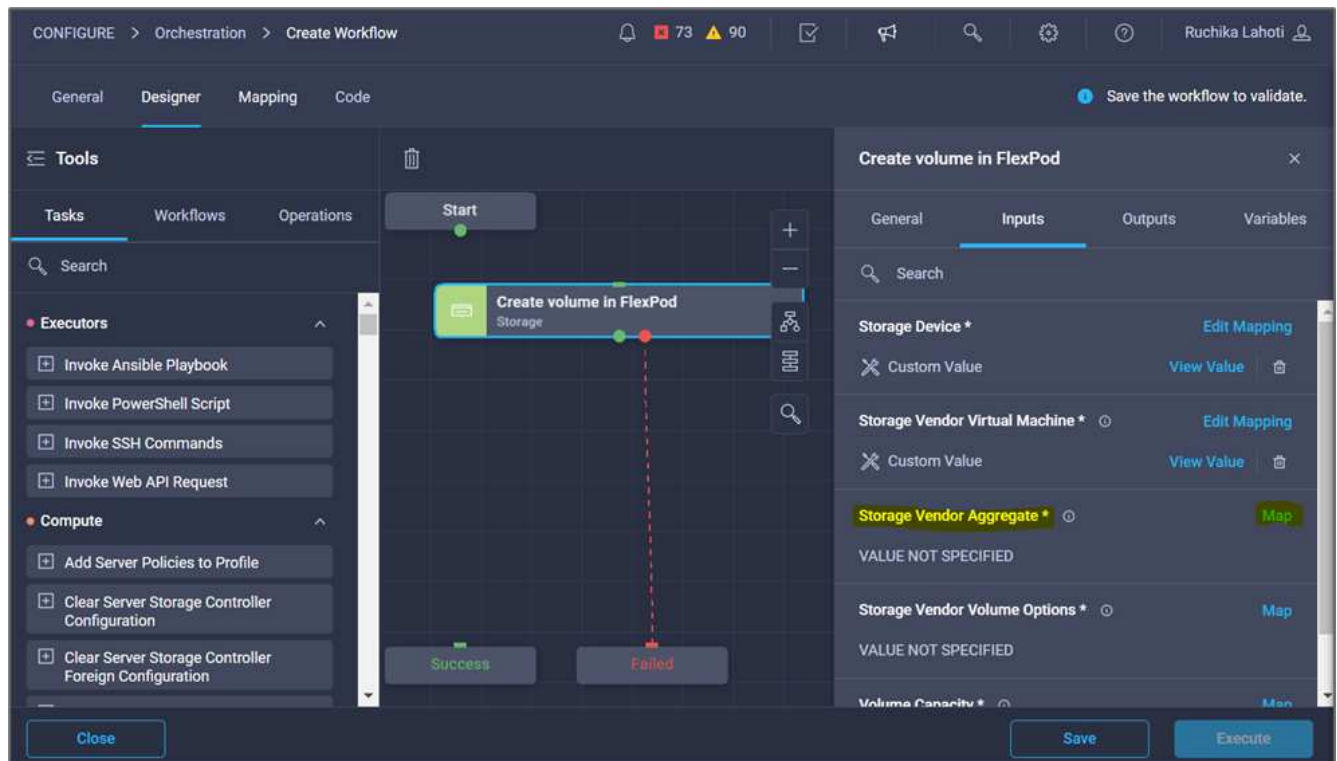 CONFIGURE > Orchestration > Create Workflow
73 90
Ruchika Lahoti
General Designer Mapping Code
Save the workflow to validate.
Tools
Tasks Workflows Operations
Search
Executors
Invoke Ansible Playbook
Invoke PowerShell Script
Invoke SSH Commands
Invoke Web API Request
Compute
Add Server Policies to Profile
Clear Server Storage Controller
Configuration
Clear Server Storage Controller
Foreign Configuration
Start
Create volume in FlexPod
Storage
Success
Failed
Create volume in FlexPod
General Inputs Outputs Variables
Search
Storage Device * Edit Mapping
Custom Value View Value
Storage Vendor Virtual Machine * Edit Mapping
Custom Value View Value
Storage Vendor Aggregate * Map
VALUE NOT SPECIFIED
Storage Vendor Volume Options * Map
VALUE NOT SPECIFIED
Volume Capacity * Map
Close
Save
Execute